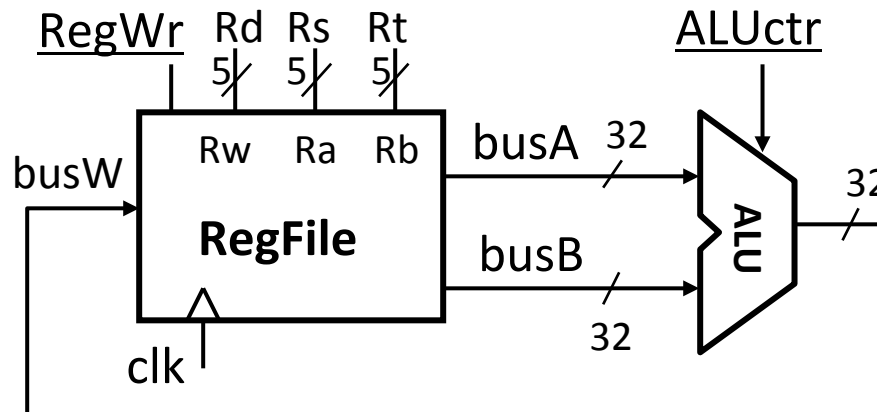 RegWr Rd Rs Rt ALUctr
5 5 5
Rw Ra Rb
busW
busA 32
32
RegFile
ALU
busB
32
clk